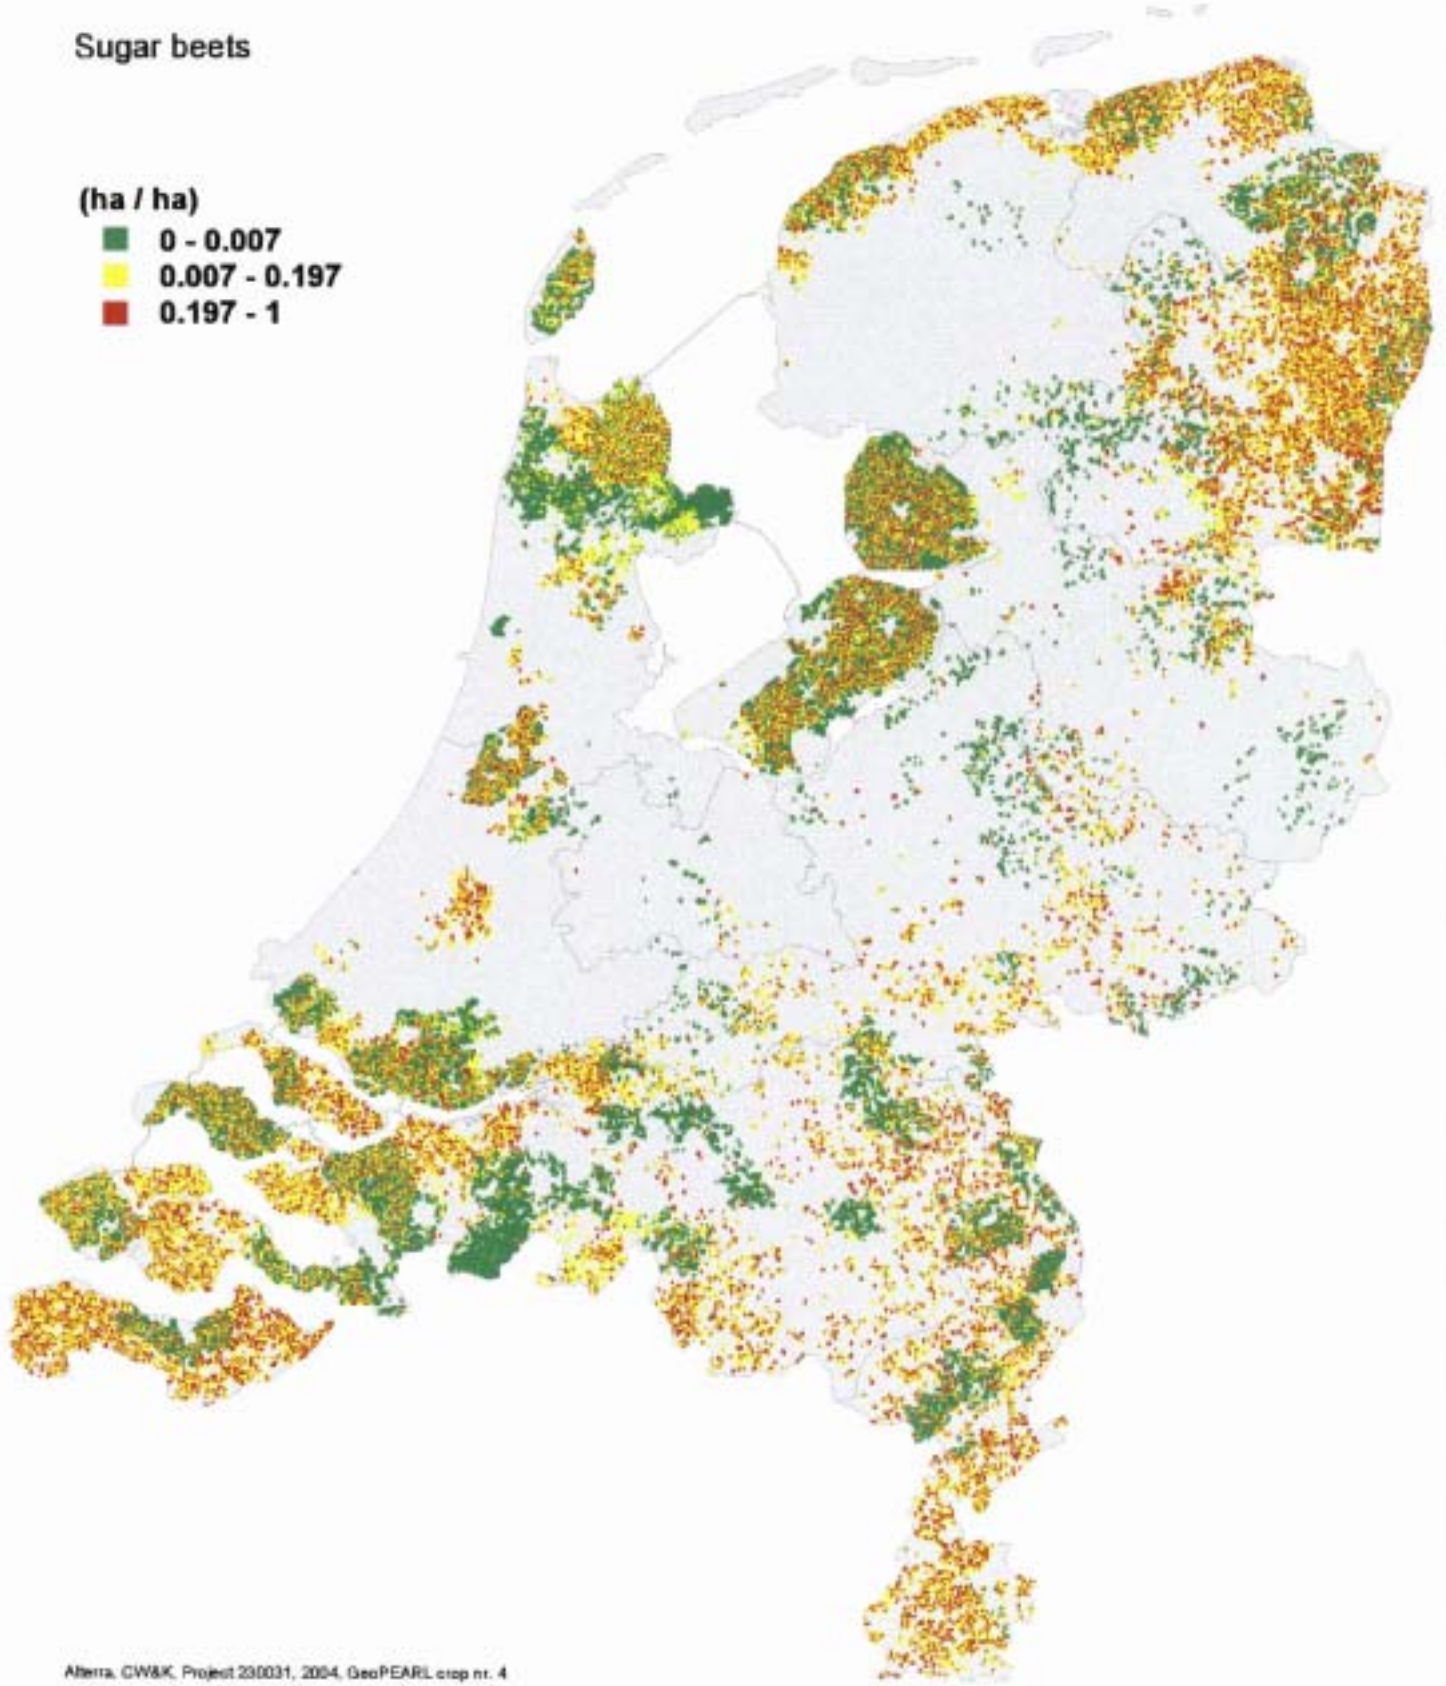 Sugar beets
(ha / ha)
0 - 0.007
0.007 - 0.197
0.197 - 1
Alterra, CW&K, Project 230031, 2004, GeoPEARL crop nr. 4